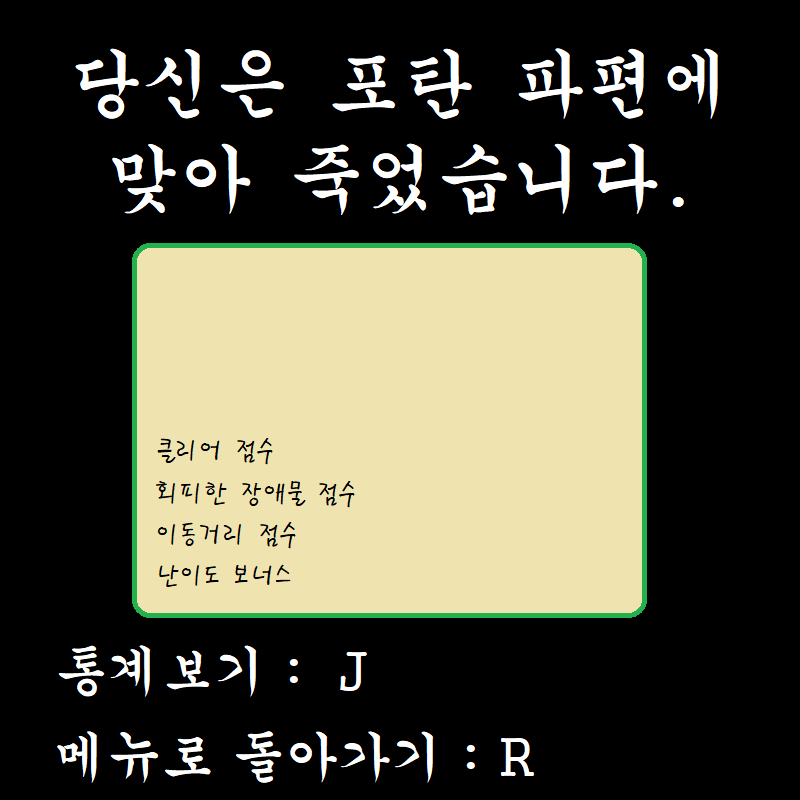 당신은 포탄 파편에
맞아 죽었습니다.
클리어 점수
회피한 장애물 점수
이동거리 점수
난이도 보너스
통계보기 : J
메뉴로 돌아가기 : R